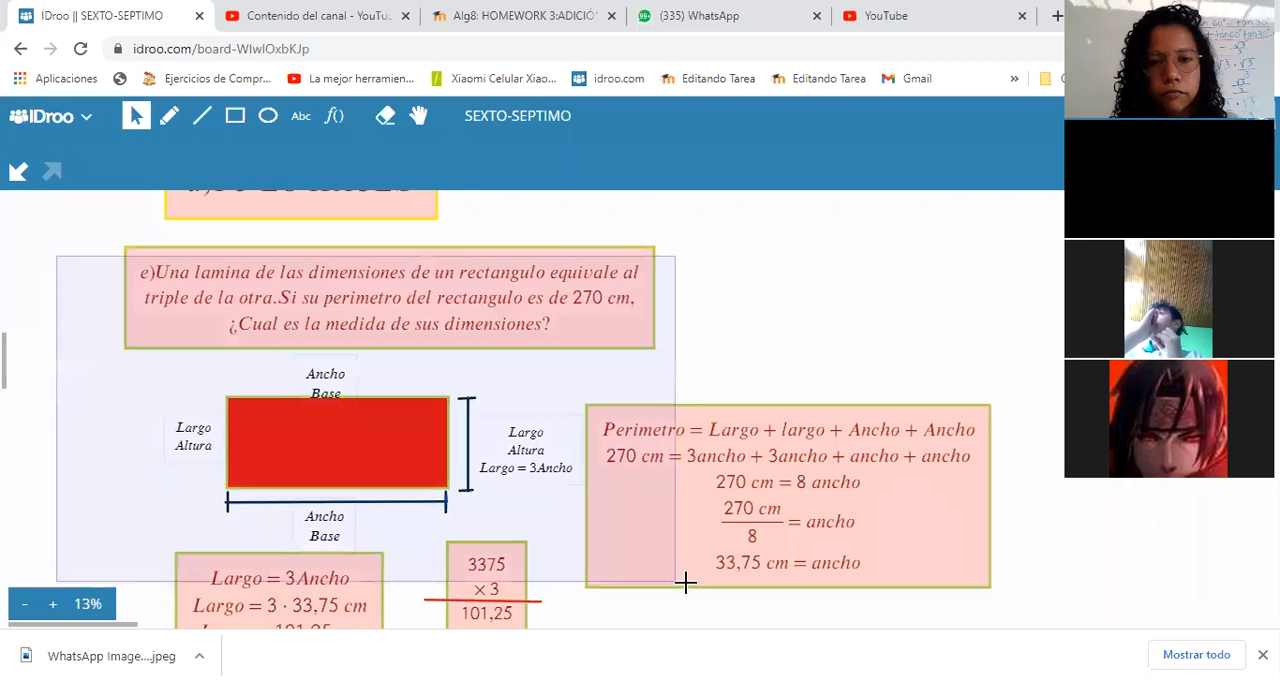 IDroo | SEXTO-SEPTIMO
Contenido del canal - YouTu
Alg8: HOMEWORK 3:ADICIÓ
(335) WhatsApp
YouTube
idroo.com/board-WIwIOxbKJp
Aplicaciones
Ejercicios de Compr...
La mejor herramien...
Xiaomi Celular Xiao...
idroo.com
Editando Tarea
Editando Tarea
Gmail
»
IDroo
Abc
f()
SEXTO-SEPTIMO
e)Una lamina de las dimensiones de un rectangulo equivale al
triple de la otra.Si su perimetro del rectangulo es de 270 cm,
¿Cual es la medida de sus dimensiones?
Ancho
Base
Largo
Altura
Largo
Altura
Largo = 3Ancho
Ancho
Base
Perimetro = Largo + largo + Ancho + Ancho
270 cm = 3ancho + 3ancho + ancho + ancho
270 cm = 8 ancho
270 cm
8
= ancho
33,75 cm = ancho
Largo = 3Ancho
Largo = 3 · 33,75 cm
3375
× 3
101,25
- + 13%
WhatsApp Image....jpeg
Mostrar todo